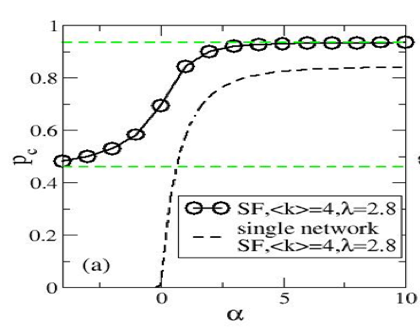 1
0.8
0.6
0.4
0.2
0
p_c
(a)
SF,<k>=4,λ=2.8
single network
SF,<k>=4,λ=2.8
0 5 10
α